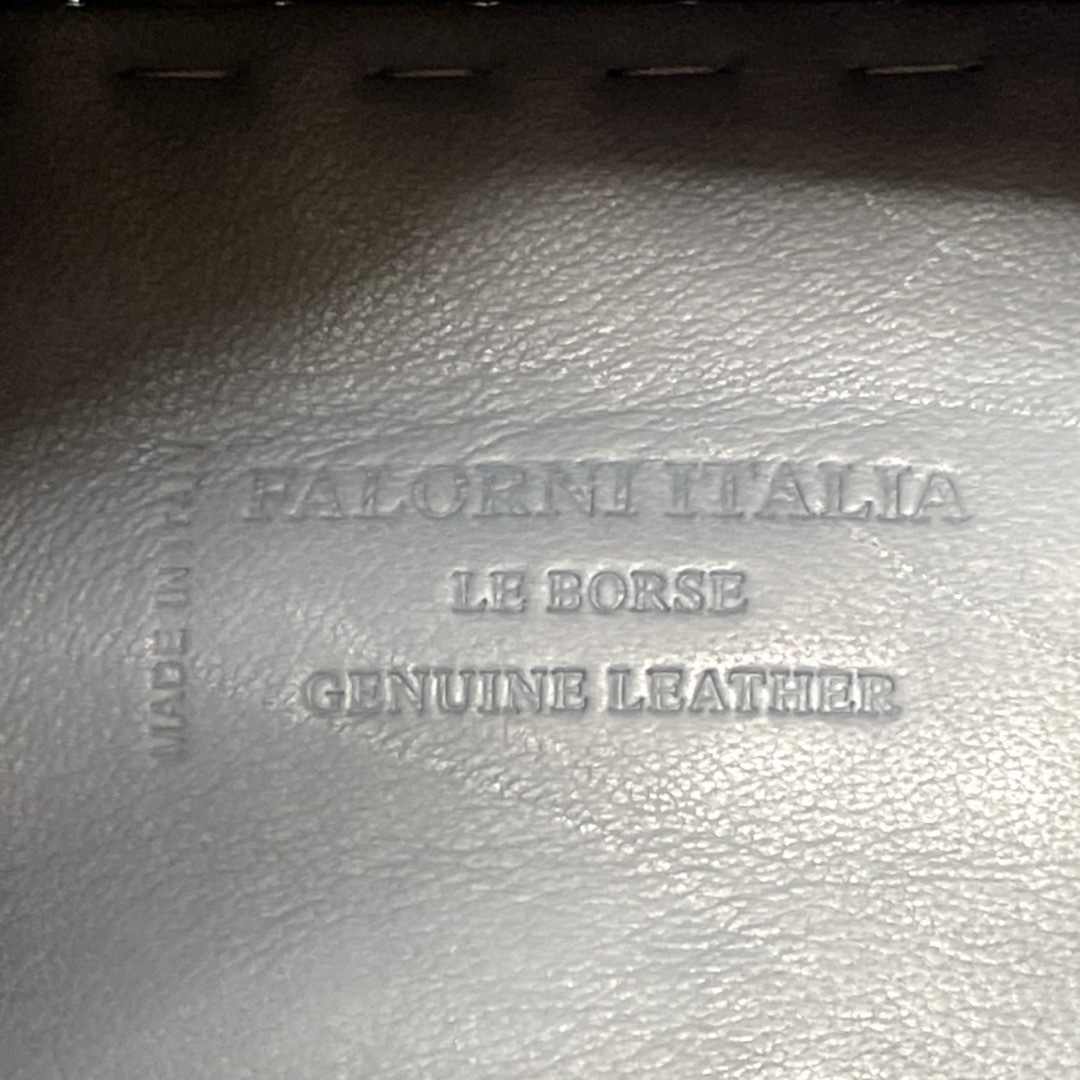 FALORNI ITALIA
LE BORSE
GENUINE LEATHER
MADE IN